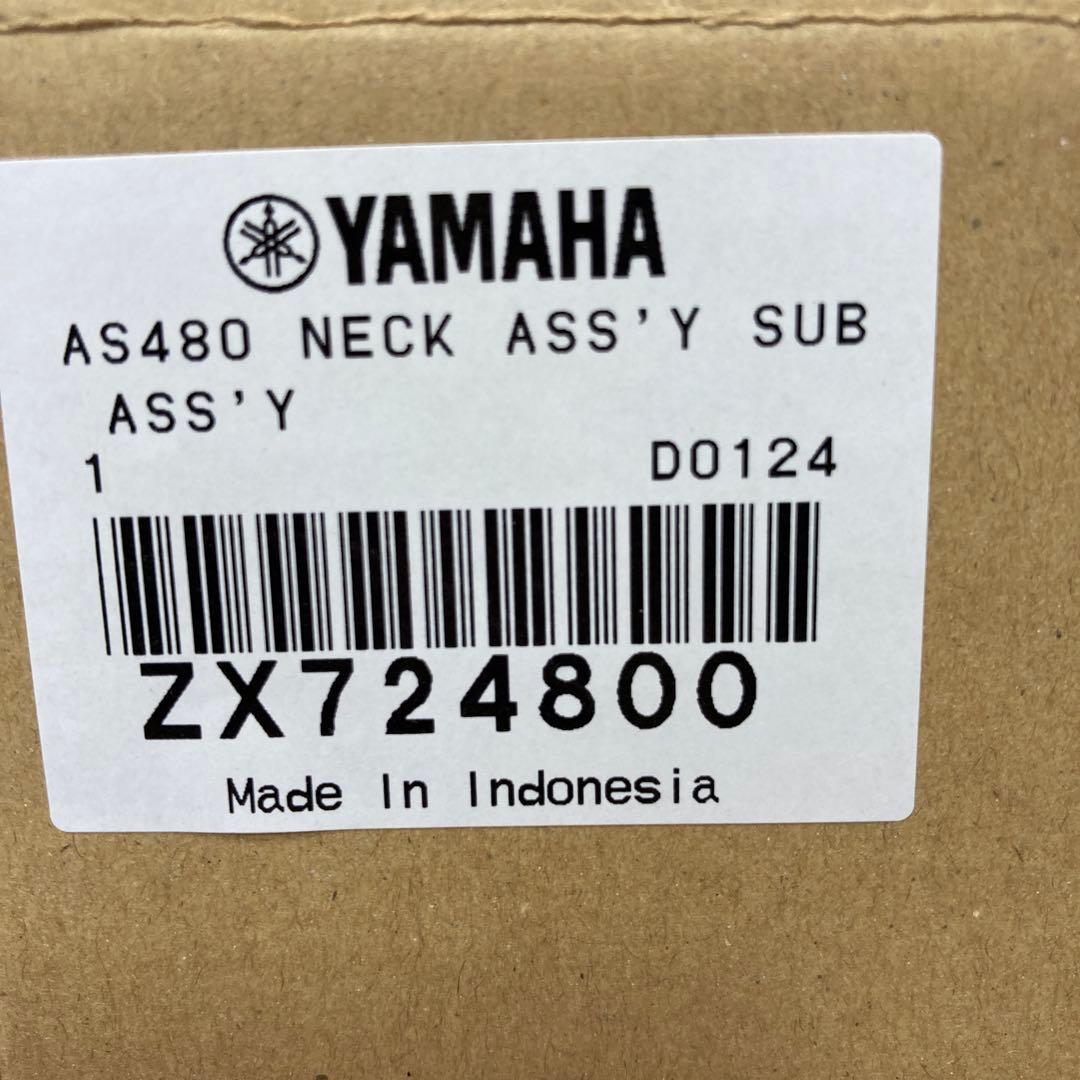 YAMAHA
AS480 NECK ASS'Y SUB
ASS'Y
1 D0124
ZX724800
Made In Indonesia